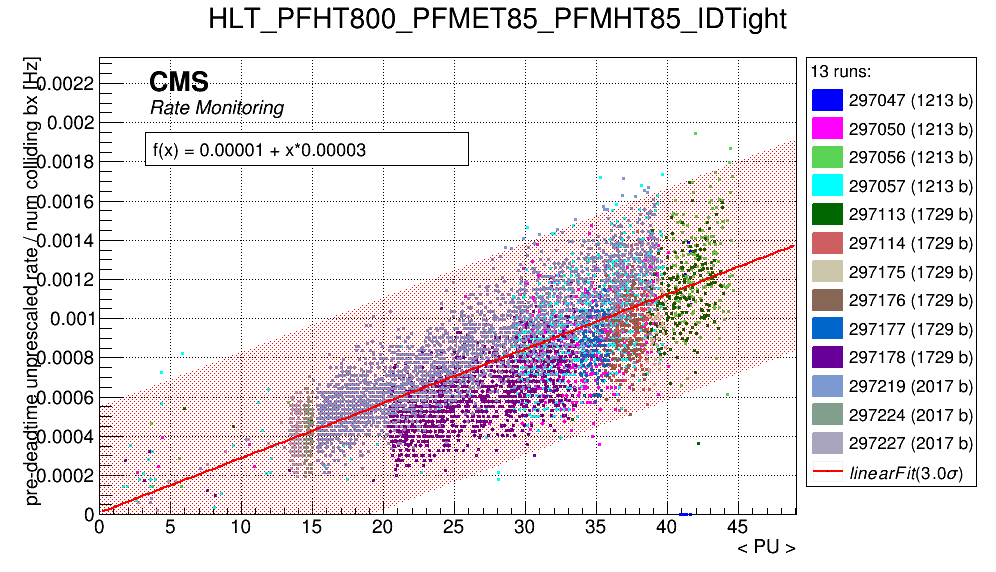 HLT_PFHT800_PFMET85_PFMHT85_IDTight
pre-deadtime unprescaled rate / num colliding bx [Hz]
0.0022
0.002
0.0018
0.0016
0.0014
0.0012
0.001
0.0008
0.0006
0.0004
0.0002
0
CMS
Rate Monitoring
f(x) = 0.00001 + x*0.00003
0 5 10 15 20 25 30 35 40 45
< PU >
13 runs:
297047 (1213 b)
297050 (1213 b)
297056 (1213 b)
297057 (1213 b)
297113 (1729 b)
297114 (1729 b)
297175 (1729 b)
297176 (1729 b)
297177 (1729 b)
297178 (1729 b)
297219 (2017 b)
297224 (2017 b)
297227 (2017 b)
linearFit(3.0σ)